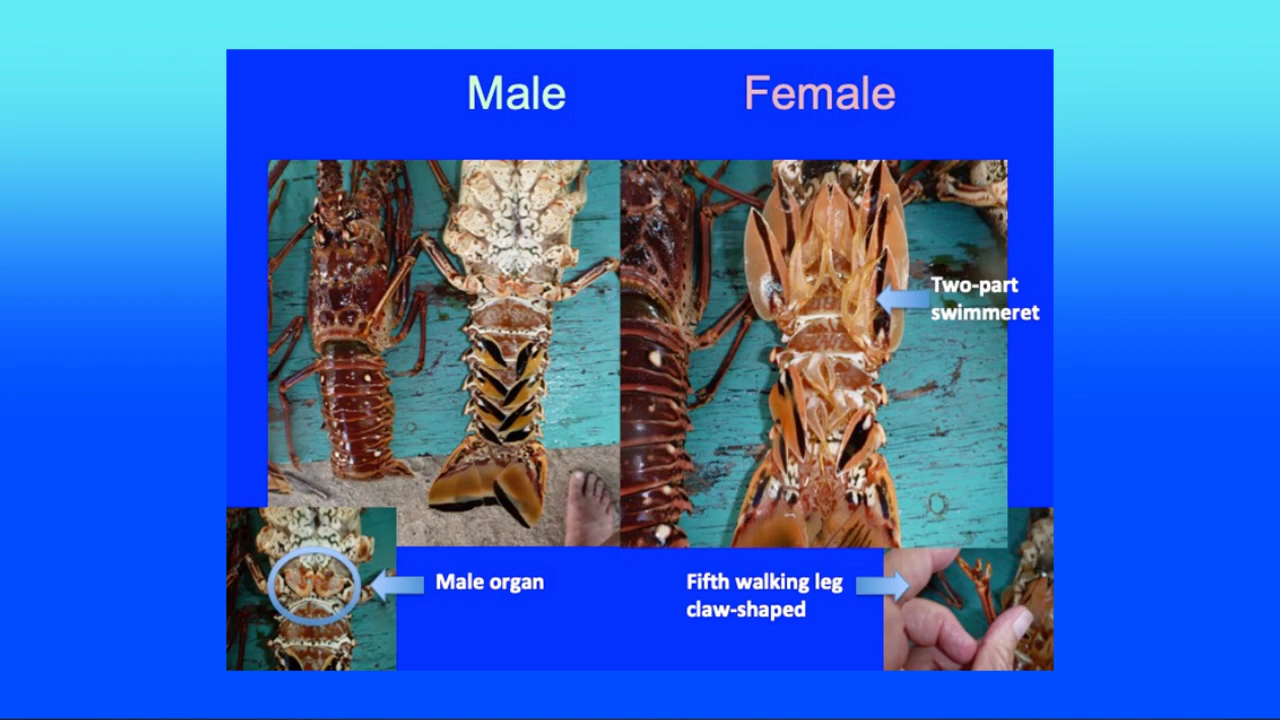 Male
Female
Two-part
swimmeret
Male organ
Fifth walking leg
claw-shaped